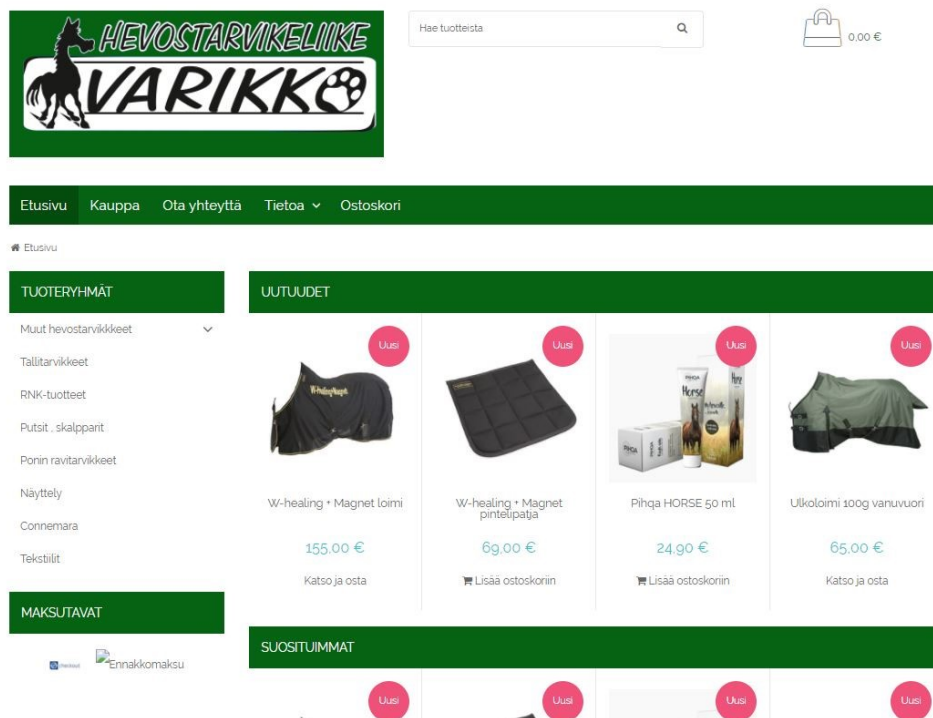 HEVOSTARVIKELIIKE
VARIKKO
Hae tuotteista
0,00 €
Etusivu Kauppa Ota yhteyttä Tietoa Ostoskori
Etusivu
TUOTERYHMÄT
Muut hevostarvikkkeet
Tallitarvikkeet
RNK-tuotteet
Putsit , skalpparit
Ponin ravitarvikkeet
Näyttely
Connemara
Tekstiilit
MAKSUTAVAT
Ennakkomaksu
UUTUUDET
Uusi
W-healing + Magnet loimi
155,00 €
Katso ja osta
Uusi
W-healing + Magnet
pintelipatja
69,00 €
Lisää ostoskoriin
Uusi
PIHQA
Horse
Pihqa HORSE 50 ml
24,90 €
Lisää ostoskoriin
Uusi
Ulkoloimi 100g vanuvuori
65,00 €
Katso ja osta
SUOSITUIMMAT
Uusi
Uusi
Uusi
Uusi